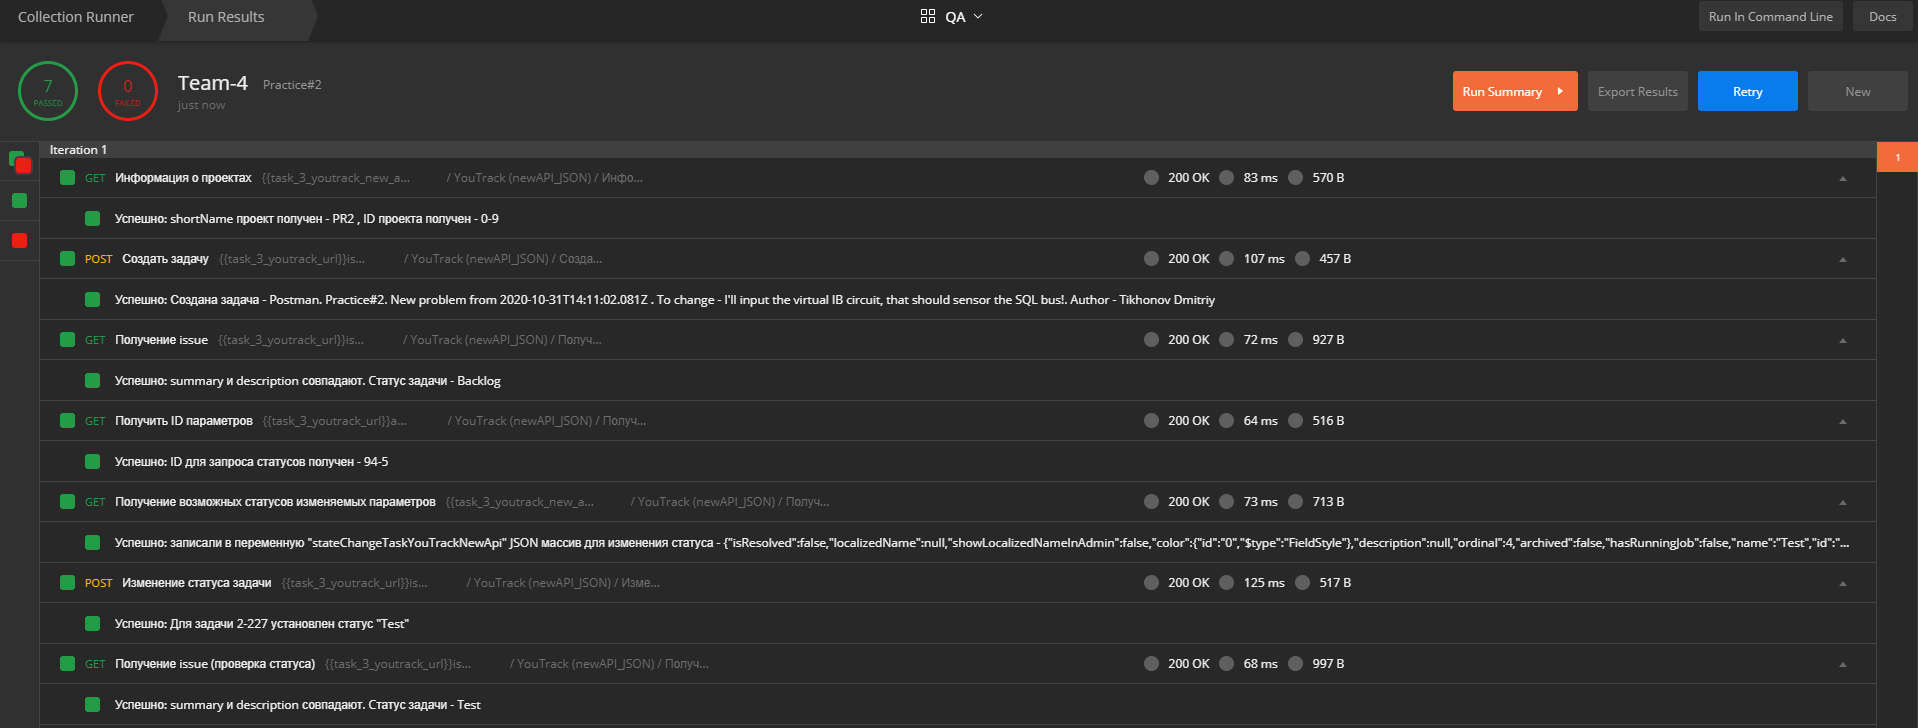 Collection Runner Run Results QA Run In Command Line Docs
7 PASSED 0 FAILED Team-4 Practice#2 just now Run Summary Export Results Retry New
Iteration 1 1
GET Информация о проектах {{task_3_youtrack_new_a... / YouTrack (newAPI_JSON) / Инфо... 200 OK 83 ms 570 B
Успешно: shortName проект получен - PR2 , ID проекта получен - 0-9
POST Создать задачу {{task_3_youtrack_url}}is... / YouTrack (newAPI_JSON) / Созда... 200 OK 107 ms 457 B
Успешно: Создана задача - Postman. Practice#2. New problem from 2020-10-31T14:11:02.081Z . To change - I'll input the virtual IB circuit, that should sensor the SQL bus!. Author - Tikhonov Dmitriy
GET Получение issue {{task_3_youtrack_url}}is... / YouTrack (newAPI_JSON) / Получ... 200 OK 72 ms 927 B
Успешно: summary и description совпадают. Статус задачи - Backlog
GET Получить ID параметров {{task_3_youtrack_url}}a... / YouTrack (newAPI_JSON) / Получ... 200 OK 64 ms 516 B
Успешно: ID для запроса статусов получен - 94-5
GET Получение возможных статусов изменяемых параметров {{task_3_youtrack_new_a... / YouTrack (newAPI_JSON) / Получ... 200 OK 73 ms 713 B
Успешно: записали в переменную "stateChangeTaskYouTrackNewApi" JSON массив для изменения статуса - {"isResolved":false,"localizedName":null,"showLocalizedNameInAdmin":false,"color":{"id":"0","$type":"FieldStyle"},"description":null,"ordinal":4,"archived":false,"hasRunningJob":false,"name":"Test","id":"...
POST Изменение статуса задачи {{task_3_youtrack_url}}is... / YouTrack (newAPI_JSON) / Изме... 200 OK 125 ms 517 B
Успешно: Для задачи 2-227 установлен статус "Test"
GET Получение issue (проверка статуса) {{task_3_youtrack_url}}is... / YouTrack (newAPI_JSON) / Получ... 200 OK 68 ms 997 B
Успешно: summary и description совпадают. Статус задачи - Test